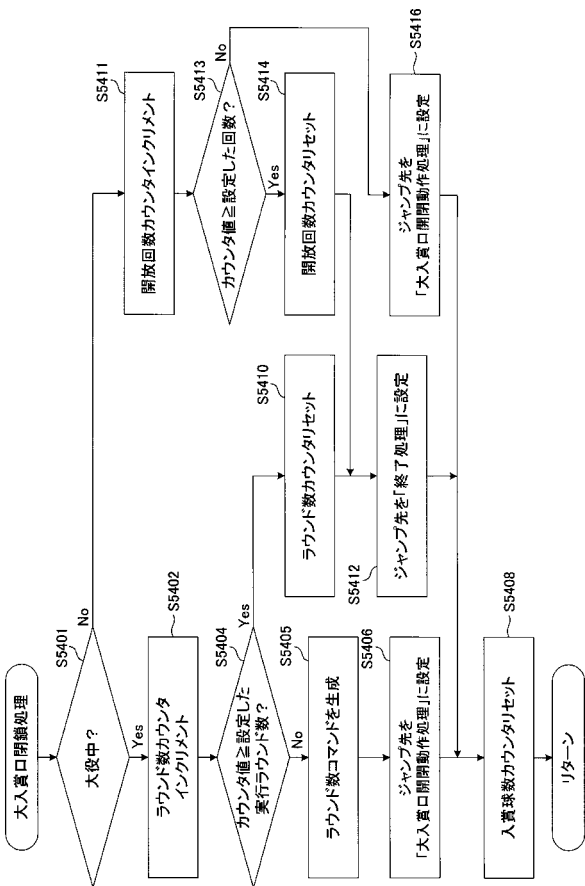 大入賞口閉鎖処理
S5401
大役中?
No
Yes
S5402
ラウンド数カウンタ
インクリメント
S5404
カウンタ値≧設定した
実行ラウンド数?
Yes
No
S5405
ラウンド数コマンドを生成
S5406
ジャンプ先を
「大入賞口開閉動作処理」に設定
S5408
入賞球数カウンタリセット
リターン
S5410
ラウンド数カウンタリセット
S5412
ジャンプ先を「終了処理」に設定
S5411
開放回数カウンタインクリメント
S5413
カウンタ値≧設定した回数?
No
Yes
S5414
開放回数カウンタリセット
S5416
ジャンプ先を
「大入賞口開閉動作処理」に設定